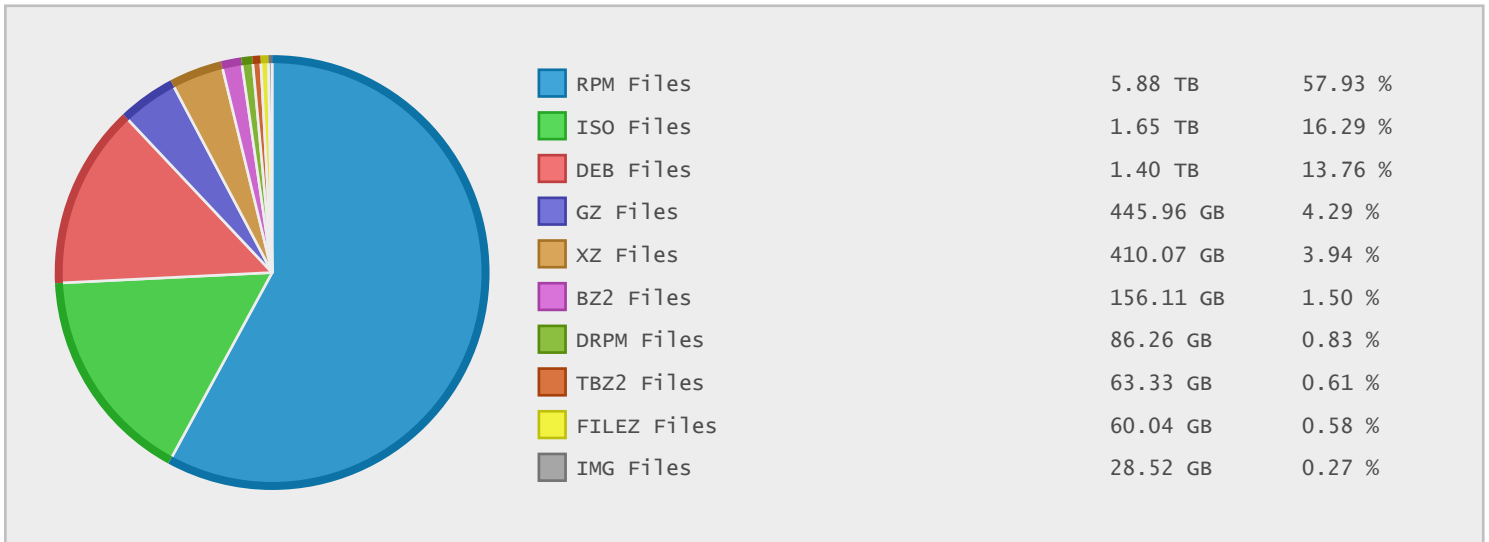 RPM Files 5.88 TB 57.93 %
ISO Files 1.65 TB 16.29 %
DEB Files 1.40 TB 13.76 %
GZ Files 445.96 GB 4.29 %
XZ Files 410.07 GB 3.94 %
BZ2 Files 156.11 GB 1.50 %
DRPM Files 86.26 GB 0.83 %
TBZ2 Files 63.33 GB 0.61 %
FILEZ Files 60.04 GB 0.58 %
IMG Files 28.52 GB 0.27 %